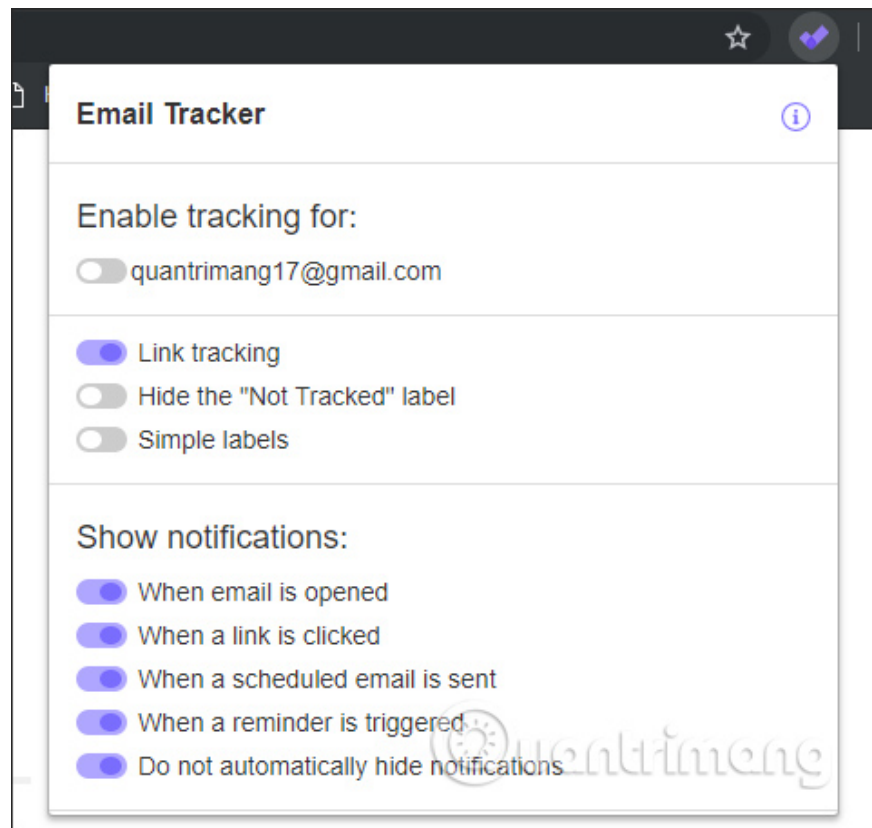 Email Tracker
Enable tracking for:
quantrimang17@gmail.com
Link tracking
Hide the "Not Tracked" label
Simple labels
Show notifications:
When email is opened
When a link is clicked
When a scheduled email is sent
When a reminder is triggered
Do not automatically hide notifications
Quantrimang